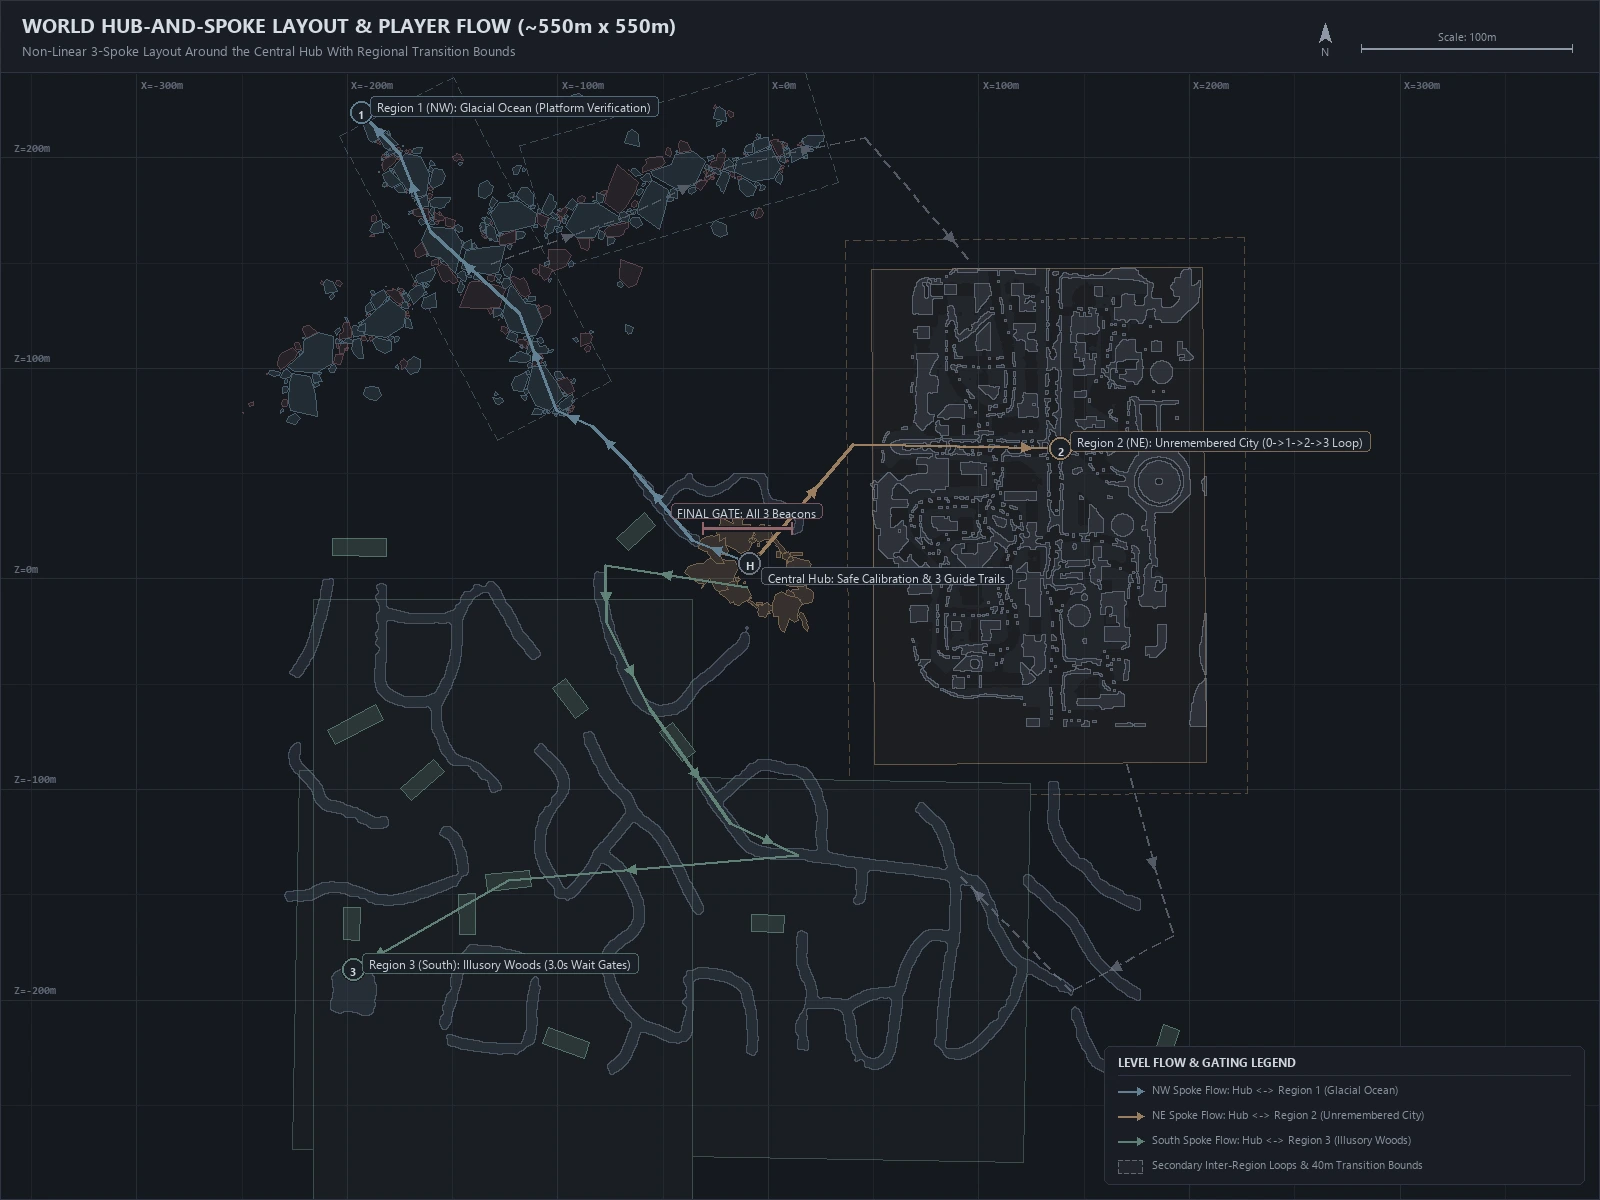 WORLD HUB-AND-SPOKE LAYOUT & PLAYER FLOW (~550m x 550m)
Non-Linear 3-Spoke Layout Around the Central Hub With Regional Transition Bounds
N
Scale: 100m
X=-300m
X=-200m
X=-100m
X=0m
X=100m
X=200m
X=300m
1
Region 1 (NW): Glacial Ocean (Platform Verification)
Z=200m
Z=100m
2
Region 2 (NE): Unremembered City (0->1->2->3 Loop)
FINAL GATE: All 3 Beacons
H
Z=0m
Central Hub: Safe Calibration & 3 Guide Trails
Z=-100m
3
Region 3 (South): Illusory Woods (3.0s Wait Gates)
Z=-200m
LEVEL FLOW & GATING LEGEND
NW Spoke Flow: Hub <-> Region 1 (Glacial Ocean)
NE Spoke Flow: Hub <-> Region 2 (Unremembered City)
South Spoke Flow: Hub <-> Region 3 (Illusory Woods)
Secondary Inter-Region Loops & 40m Transition Bounds